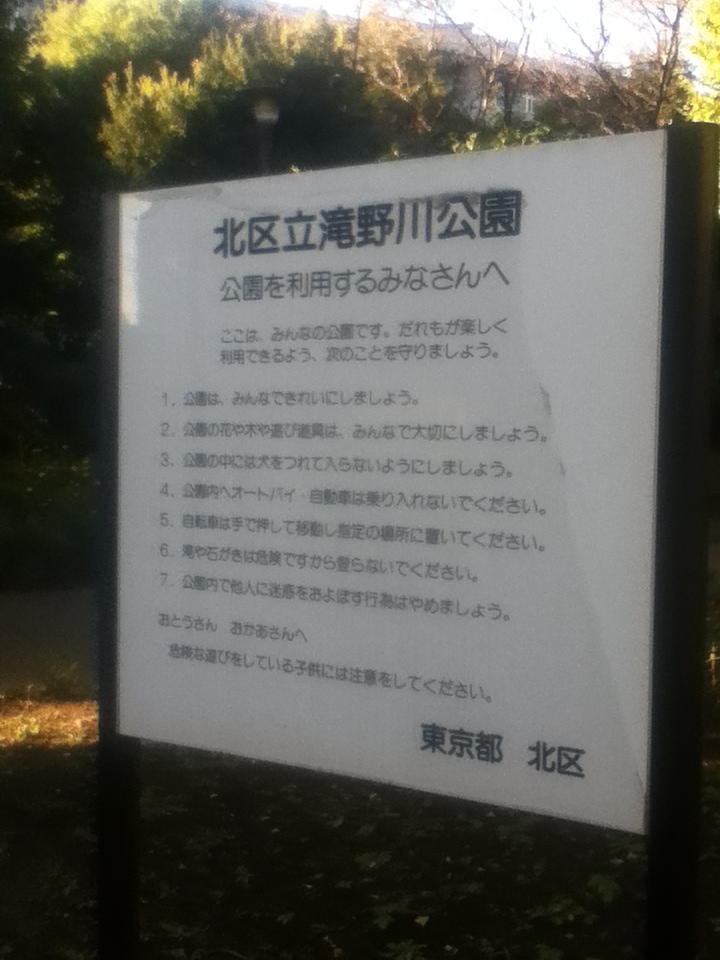 北区立滝野川公園
公園を利用するみなさんへ
ここは、みんなの公園です。だれもが楽しく
利用できるよう、次のことを守りましょう。
1. 公園は、みんなできれいにしましょう。
2. 公園の花や木や遊び道具は、みんなで大切にしましょう。
3. 公園の中には犬をつれて入らないようにしましょう。
4. 公園内へオートバイ・自動車は乗り入れないでください。
5. 自転車は手で押して移動し指定の場所に置いてください。
6. 滝や石がきは危険ですから登らないでください。
7. 公園内で他人に迷惑をおよぼす行為はやめましょう。
おとうさん　おかあさんへ
危険な遊びをしている子供には注意をしてください。
東京都　北区